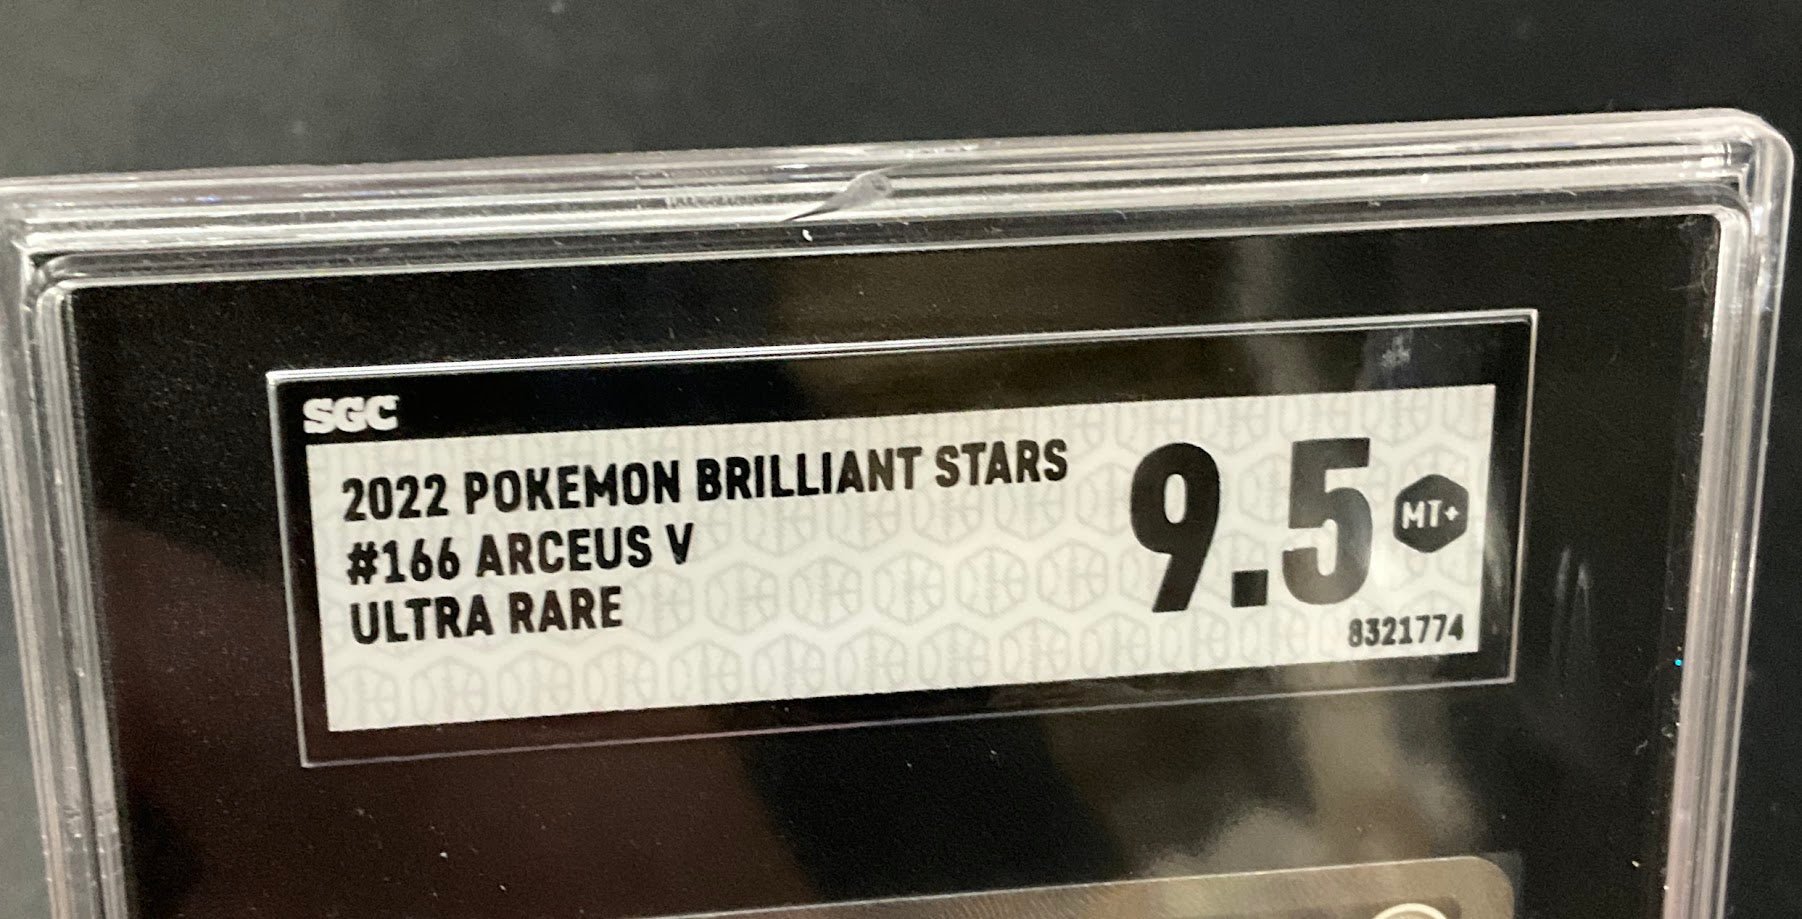 SGC
2022 POKEMON BRILLIANT STARS
#166 ARCEUS V
ULTRA RARE
9.5
MT+
8321774